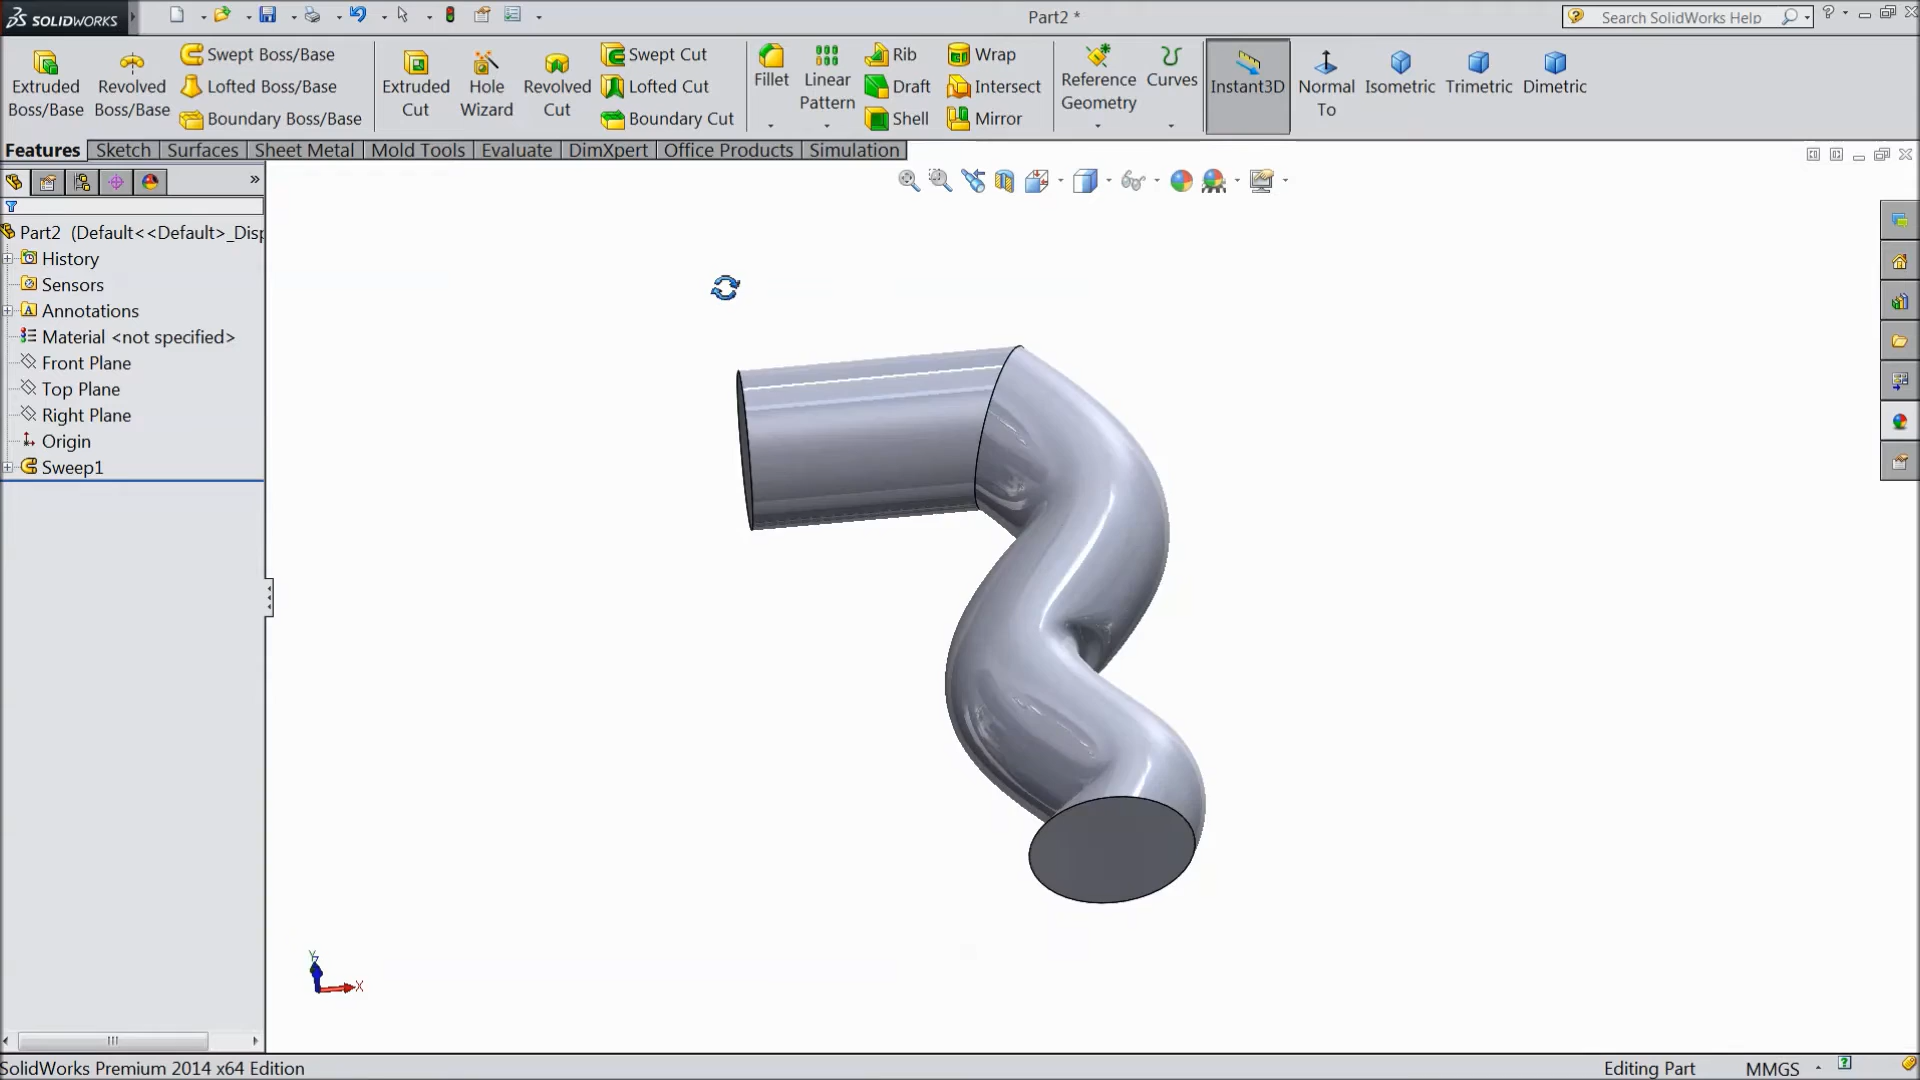 SOLIDWORKS
Part2 *
Search SolidWorks Help
Extruded Boss/Base
Revolved Boss/Base
Swept Boss/Base
Lofted Boss/Base
Boundary Boss/Base
Extruded Cut
Hole Wizard
Revolved Cut
Swept Cut
Lofted Cut
Boundary Cut
Fillet
Linear Pattern
Rib
Draft
Shell
Wrap
Intersect
Mirror
Reference Geometry
Curves
Instant3D
Normal To
Isometric
Trimetric
Dimetric
Features Sketch Surfaces Sheet Metal Mold Tools Evaluate DimXpert Office Products Simulation
Part2 (Default<<Default>_Disp
History
Sensors
Annotations
Material <not specified>
Front Plane
Top Plane
Right Plane
Origin
Sweep1
Y
X
SolidWorks Premium 2014 x64 Edition
Editing Part
MMGS